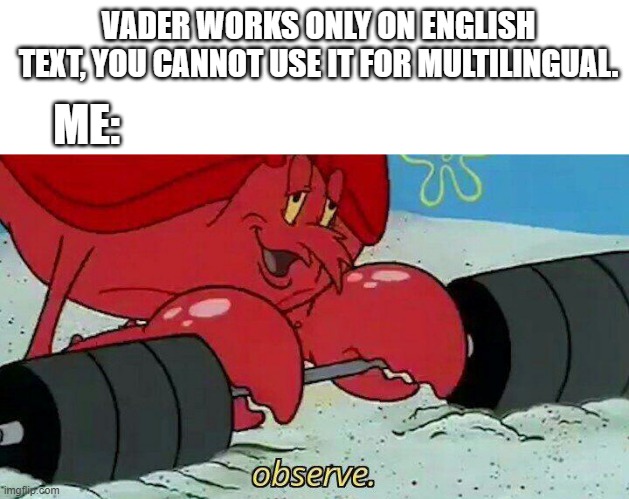 VADER WORKS ONLY ON ENGLISH
TEXT, YOU CANNOT USE IT FOR MULTILINGUAL.
ME:
observe.
imgflip.com